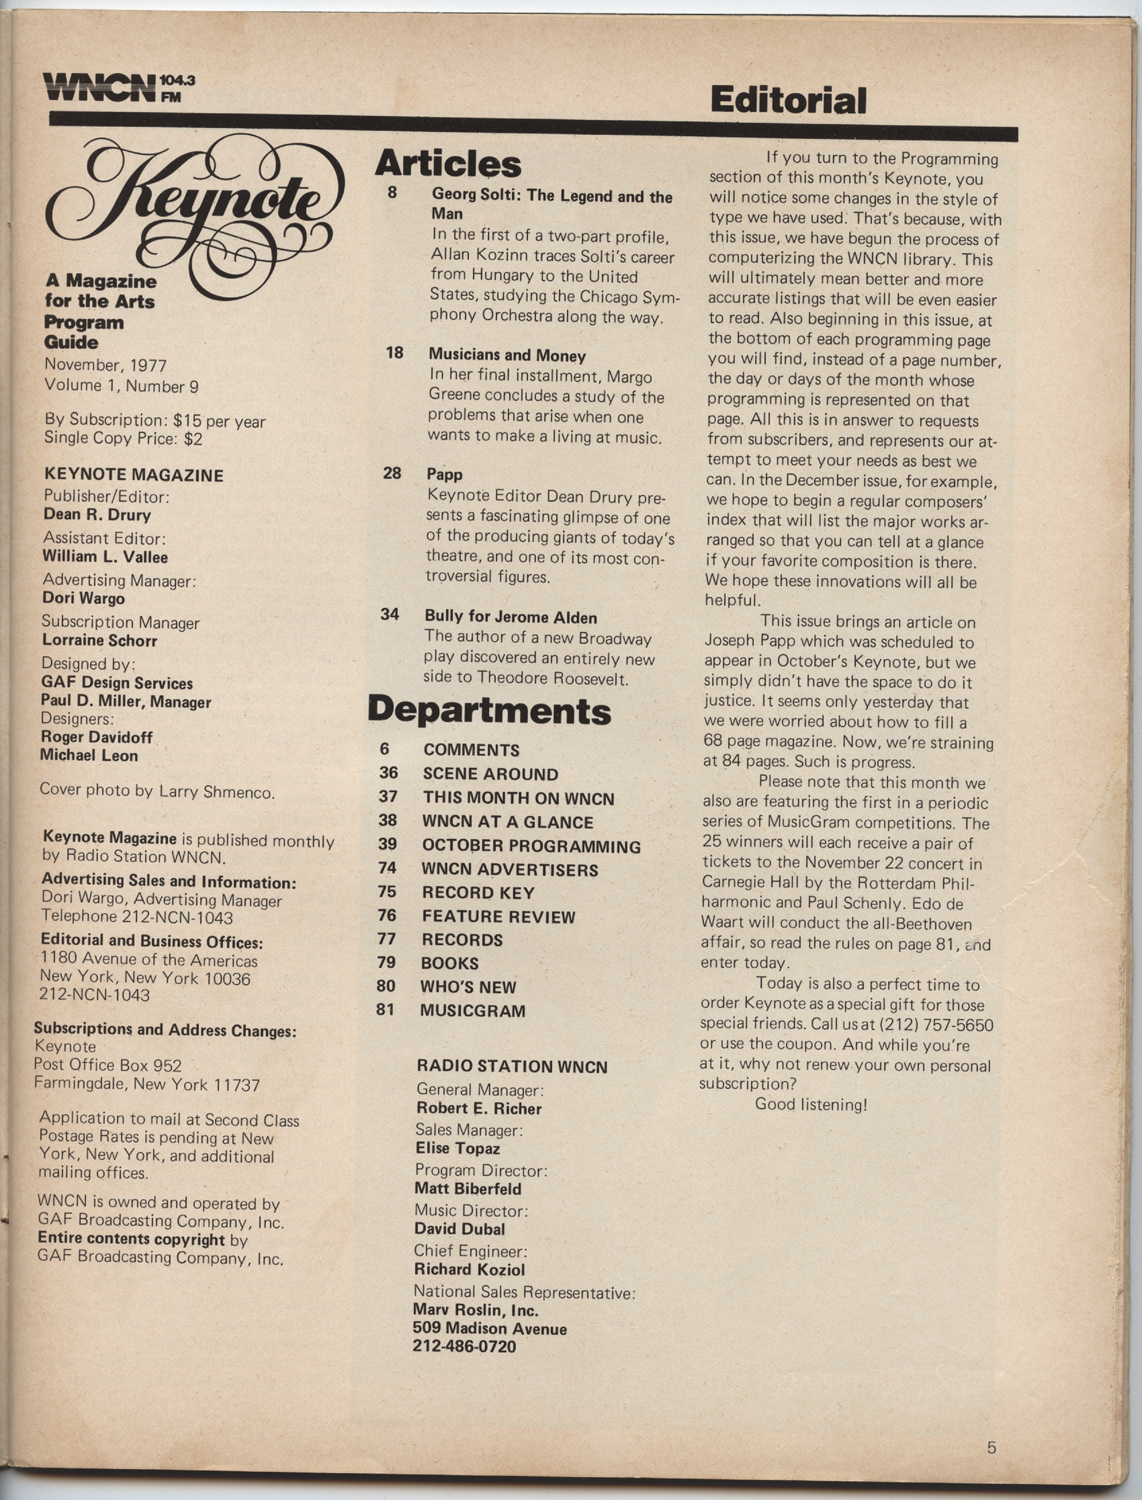 WNCN 104.3
FM
Keynote
A Magazine
for the Arts
Program
Guide
November, 1977
Volume 1, Number 9
By Subscription: $15 per year
Single Copy Price: $2
KEYNOTE MAGAZINE
Publisher/Editor:
Dean R. Drury
Assistant Editor:
William L. Vallee
Advertising Manager:
Dori Wargo
Subscription Manager
Lorraine Schorr
Designed by:
GAF Design Services
Paul D. Miller, Manager
Designers:
Roger Davidoff
Michael Leon
Cover photo by Larry Shmenco.
Keynote Magazine is published monthly
by Radio Station WNCN.
Advertising Sales and Information:
Dori Wargo, Advertising Manager
Telephone 212-NCN-1043
Editorial and Business Offices:
1180 Avenue of the Americas
New York, New York 10036
212-NCN-1043
Subscriptions and Address Changes:
Keynote
Post Office Box 952
Farmingdale, New York 11737
Application to mail at Second Class
Postage Rates is pending at New
York, New York, and additional
mailing offices.
WNCN is owned and operated by
GAF Broadcasting Company, Inc.
Entire contents copyright by
GAF Broadcasting Company, Inc.
Articles
8 Georg Solti: The Legend and the
Man
In the first of a two-part profile,
Allan Kozinn traces Solti's career
from Hungary to the United
States, studying the Chicago Sym-
phony Orchestra along the way.
18 Musicians and Money
In her final installment, Margo
Greene concludes a study of the
problems that arise when one
wants to make a living at music.
28 Papp
Keynote Editor Dean Drury pre-
sents a fascinating glimpse of one
of the producing giants of today's
theatre, and one of its most con-
troversial figures.
34 Bully for Jerome Alden
The author of a new Broadway
play discovered an entirely new
side to Theodore Roosevelt.
Departments
6 COMMENTS
36 SCENE AROUND
37 THIS MONTH ON WNCN
38 WNCN AT A GLANCE
39 OCTOBER PROGRAMMING
74 WNCN ADVERTISERS
75 RECORD KEY
76 FEATURE REVIEW
77 RECORDS
79 BOOKS
80 WHO'S NEW
81 MUSICGRAM
RADIO STATION WNCN
General Manager:
Robert E. Richer
Sales Manager:
Elise Topaz
Program Director:
Matt Biberfeld
Music Director:
David Dubal
Chief Engineer:
Richard Koziol
National Sales Representative:
Marv Roslin, Inc.
509 Madison Avenue
212-486-0720
Editorial
If you turn to the Programming
section of this month's Keynote, you
will notice some changes in the style of
type we have used. That's because, with
this issue, we have begun the process of
computerizing the WNCN library. This
will ultimately mean better and more
accurate listings that will be even easier
to read. Also beginning in this issue, at
the bottom of each programming page
you will find, instead of a page number,
the day or days of the month whose
programming is represented on that
page. All this is in answer to requests
from subscribers, and represents our at-
tempt to meet your needs as best we
can. In the December issue, for example,
we hope to begin a regular composers'
index that will list the major works ar-
ranged so that you can tell at a glance
if your favorite composition is there.
We hope these innovations will all be
helpful.
This issue brings an article on
Joseph Papp which was scheduled to
appear in October's Keynote, but we
simply didn't have the space to do it
justice. It seems only yesterday that
we were worried about how to fill a
68 page magazine. Now, we're straining
at 84 pages. Such is progress.
Please note that this month we
also are featuring the first in a periodic
series of MusicGram competitions. The
25 winners will each receive a pair of
tickets to the November 22 concert in
Carnegie Hall by the Rotterdam Phil-
harmonic and Paul Schenly. Edo de
Waart will conduct the all-Beethoven
affair, so read the rules on page 81, and
enter today.
Today is also a perfect time to
order Keynote as a special gift for those
special friends. Call us at (212) 757-5650
or use the coupon. And while you're
at it, why not renew your own personal
subscription?
Good listening!
5